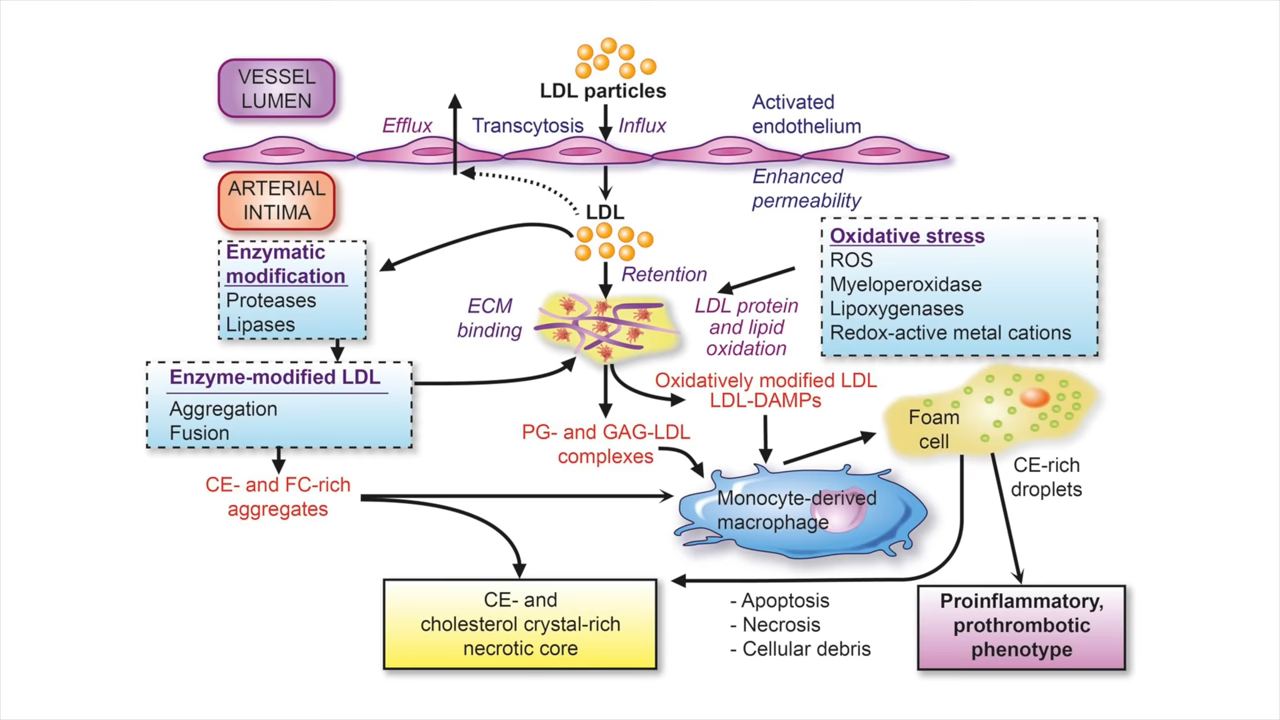 VESSEL
LUMEN
LDL particles
Efflux
Transcytosis
Influx
Activated
endothelium
ARTERIAL
INTIMA
Enhanced
permeability
LDL
Enzymatic
modification
Proteases
Lipases
Retention
ECM
binding
LDL protein
and lipid
oxidation
Oxidative stress
ROS
Myeloperoxidase
Lipoxygenases
Redox-active metal cations
Enzyme-modified LDL
Aggregation
Fusion
Oxidatively modified LDL
LDL-DAMPs
PG- and GAG-LDL
complexes
Foam
cell
CE-rich
droplets
CE- and FC-rich
aggregates
Monocyte-derived
macrophage
CE- and
cholesterol crystal-rich
necrotic core
- Apoptosis
- Necrosis
- Cellular debris
Proinflammatory,
prothrombotic
phenotype